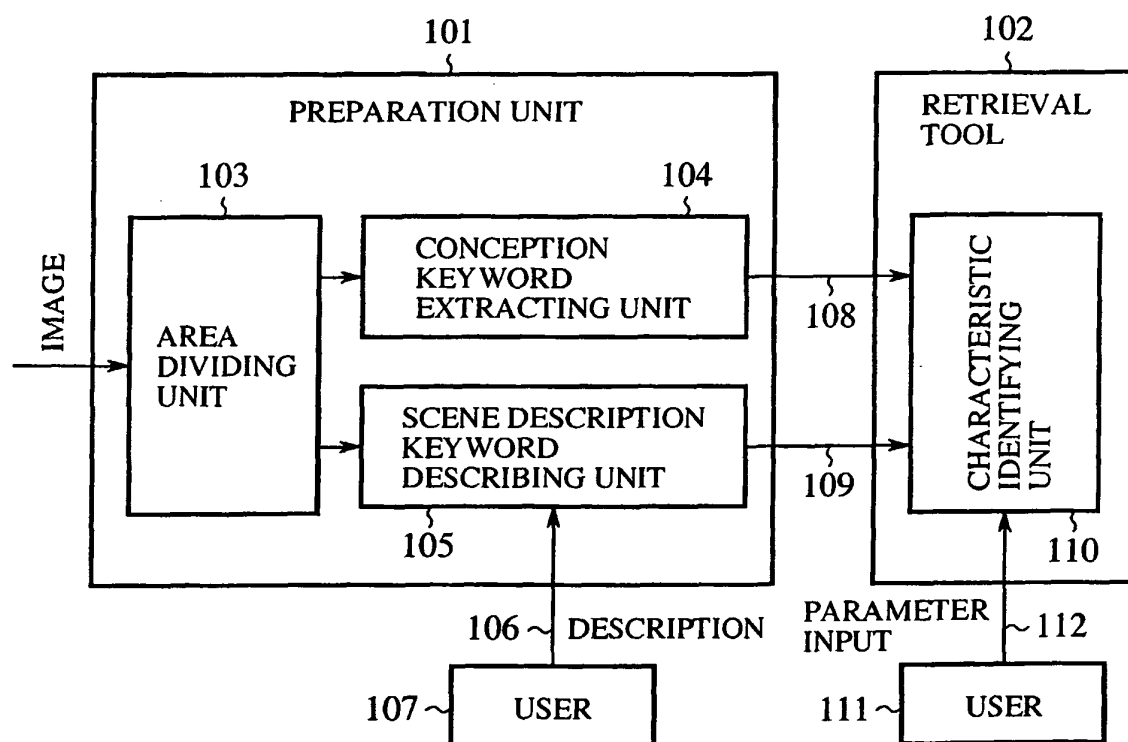 101
102
PREPARATION UNIT
RETRIEVAL
TOOL
103
104
IMAGE
AREA
DIVIDING
UNIT
CONCEPTION
KEYWORD
EXTRACTING UNIT
108
SCENE DESCRIPTION
KEYWORD
DESCRIBING UNIT
105
109
CHARACTERISTIC
IDENTIFYING
UNIT
110
106
DESCRIPTION
PARAMETER
INPUT
112
107
USER
111
USER